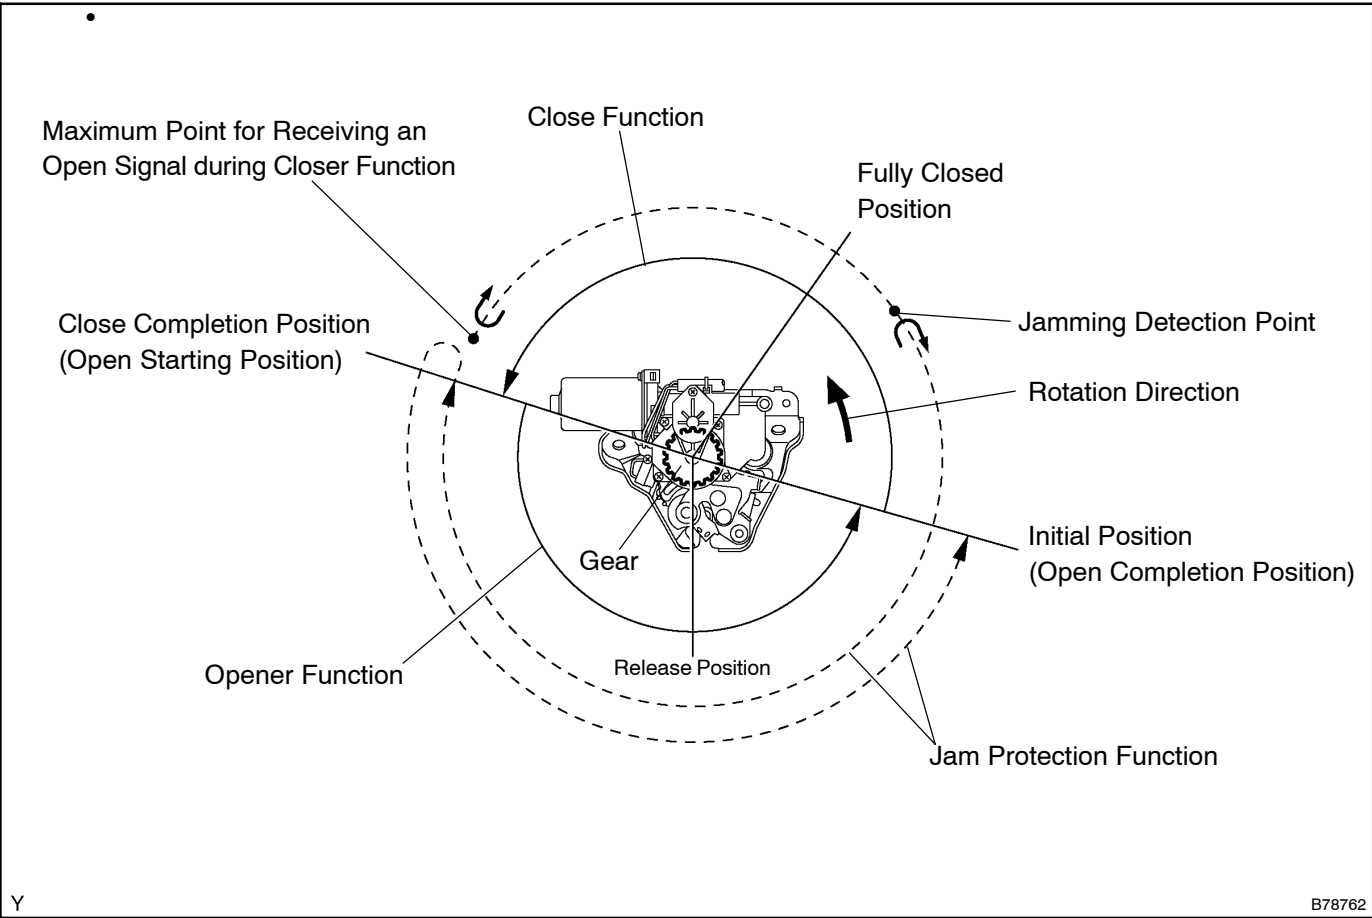 Close Function
Maximum Point for Receiving an
Open Signal during Closer Function
Fully Closed
Position
Close Completion Position
(Open Starting Position)
Jamming Detection Point
Rotation Direction
Initial Position
(Open Completion Position)
Gear
Release Position
Opener Function
Jam Protection Function
Y
B78762